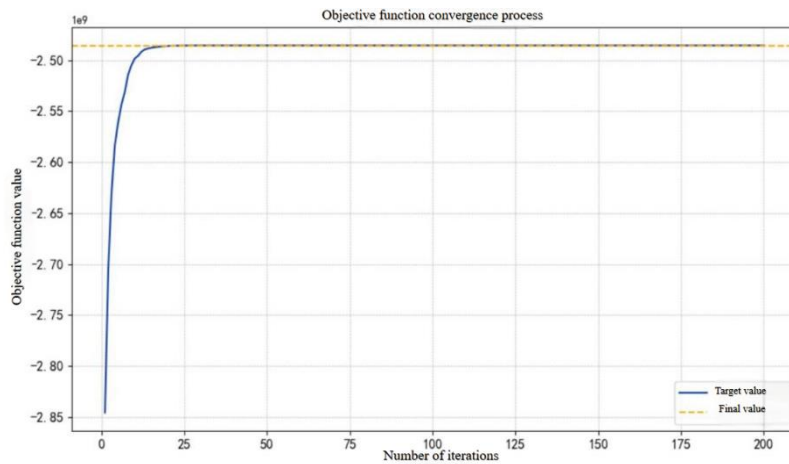 Objective function convergence process
1e9
-2.50
-2.55
-2.60
-2.65
-2.70
-2.75
-2.80
-2.85
Objective function value
0 25 50 75 100 125 150 175 200
Number of iterations
Target value
Final value